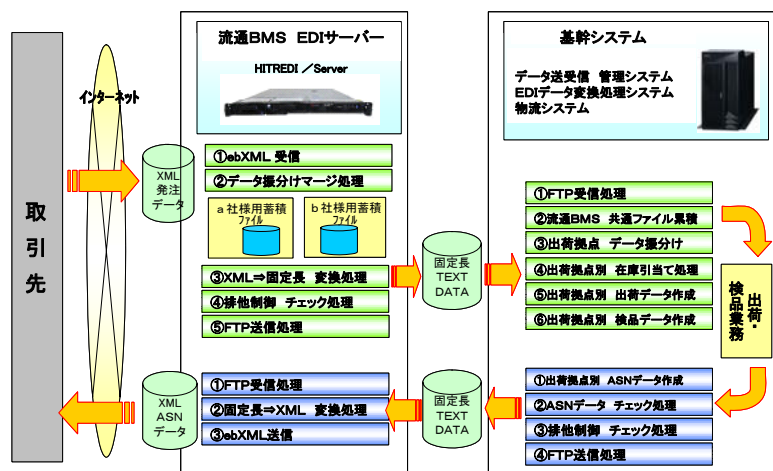 取引先
インターネット
流通BMS EDIサーバー
HITREDI ／Server
XML
発注
データ
①ebXML 受信
②データ振分けマージ処理
a社様用蓄積
ファイル
b社様用蓄積
ファイル
③XML⇒固定長 変換処理
④排他制御 チェック処理
⑤FTP送信処理
固定長
TEXT
DATA
基幹システム
データ送受信 管理システム
EDIデータ変換処理システム
物流システム
①FTP受信処理
②流通BMS 共通ファイル累積
③出荷拠点 データ振分け
④出荷拠点別 在庫引当て処理
⑤出荷拠点別 出荷データ作成
⑥出荷拠点別 検品データ作成
出荷・
検品業務
①出荷拠点別 ASNデータ作成
②ASNデータ チェック処理
③排他制御 チェック処理
④FTP送信処理
固定長
TEXT
DATA
①FTP受信処理
②固定長⇒XML 変換処理
③ebXML送信
XML
ASN
データ